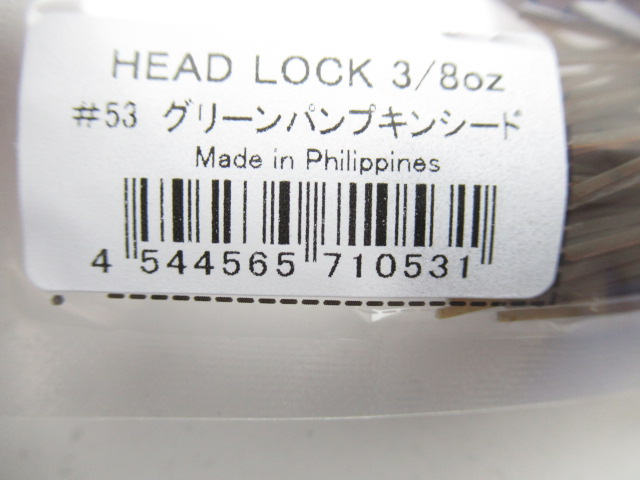 HEAD LOCK 3/8oz
#53 グリーンパンプキンシード
Made in Philippines
4 544565 710531